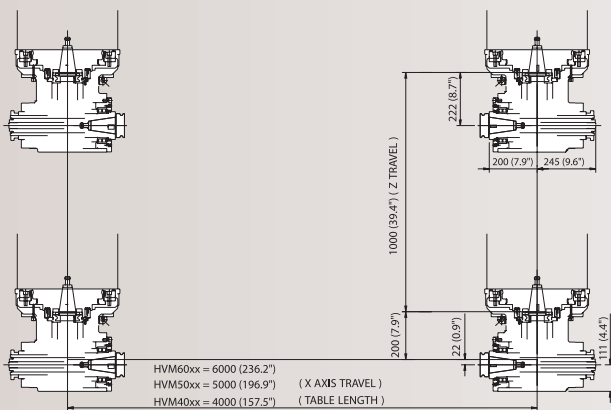 222 (8.7")
200 (7.9")
245 (9.6")
1000 (39.4") ( Z TRAVEL )
200 (7.9")
22 (0.9")
111 (4.4")
HVM60xx = 6000 (236.2")
HVM50xx = 5000 (196.9") ( X AXIS TRAVEL )
HVM40xx = 4000 (157.5") ( TABLE LENGTH )